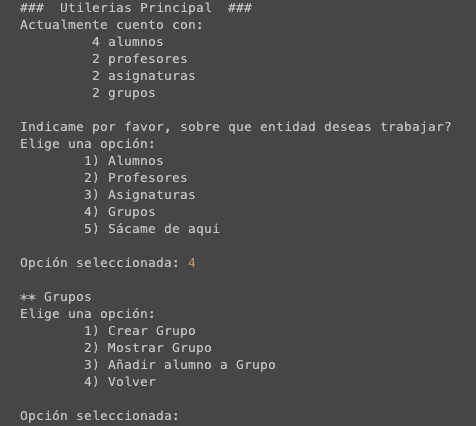 ### Utilerias Principal ###
Actualmente cuento con:
4 alumnos
2 profesores
2 asignaturas
2 grupos
Indicame por favor, sobre que entidad deseas trabajar?
Elige una opción:
1) Alumnos
2) Profesores
3) Asignaturas
4) Grupos
5) Sácame de aqui
Opción seleccionada: 4
** Grupos
Elige una opción:
1) Crear Grupo
2) Mostrar Grupo
3) Añadir alumno a Grupo
4) Volver
Opción seleccionada: